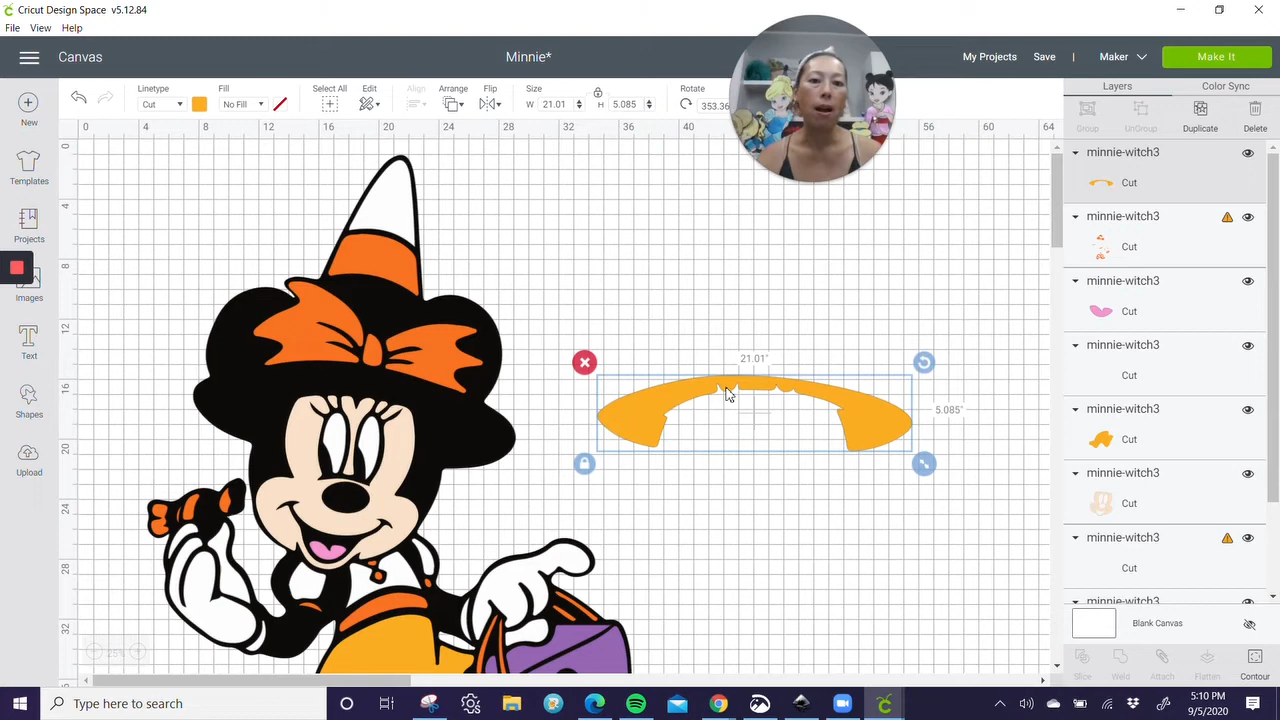 Cricut Design Space v5.12.84
File View Help
Canvas
Minnie*
My Projects Save | Maker Make It
New
Templates
Projects
Images
Text
Shapes
Upload
Linetype
Cut
Fill
No Fill
Select All
Edit
Align
Arrange
Flip
Size
W 21.01
H 5.085
Rotate
353.36
0 4 8 12 16 20 24 28 32 36 40 56 60 64
0
4
8
12
16
20
24
28
32
21.01"
5.085"
25%
Layers Color Sync
Group UnGroup Duplicate Delete
minnie-witch3
Cut
minnie-witch3
Cut
minnie-witch3
Cut
minnie-witch3
Cut
minnie-witch3
Cut
minnie-witch3
Cut
minnie-witch3
Cut
minnie-witch3
Blank Canvas
Slice Weld Attach Flatten Contour
Type here to search
5:10 PM
9/5/2020